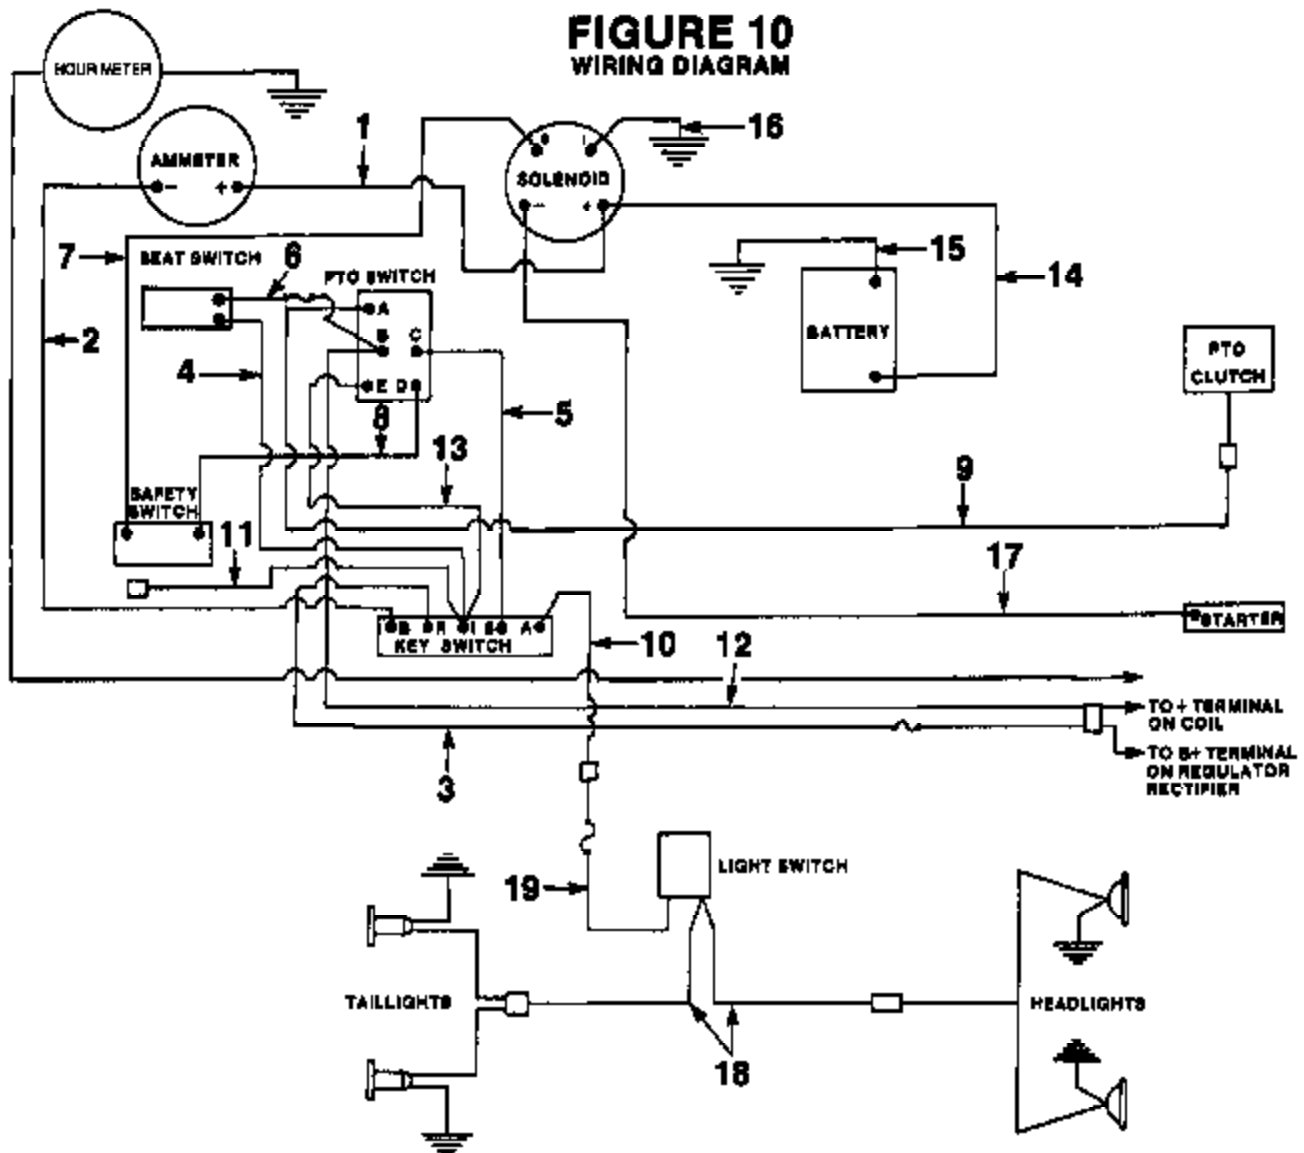 FIGURE 10
WIRING DIAGRAM
HOUR METER
1
16
AMMETER
- +
SOLENOID
- +
7
SEAT SWITCH
6
PTO SWITCH
15
14
A
B C
2
BATTERY
PTO
CLUTCH
4
E D
8
5
13
9
SAFETY
SWITCH
11
17
B R I S A
KEY SWITCH
STARTER
10
12
TO + TERMINAL
ON COIL
3
TO B+ TERMINAL
ON REGULATOR
RECTIFIER
LIGHT SWITCH
19
TAILLIGHTS
HEADLIGHTS
18